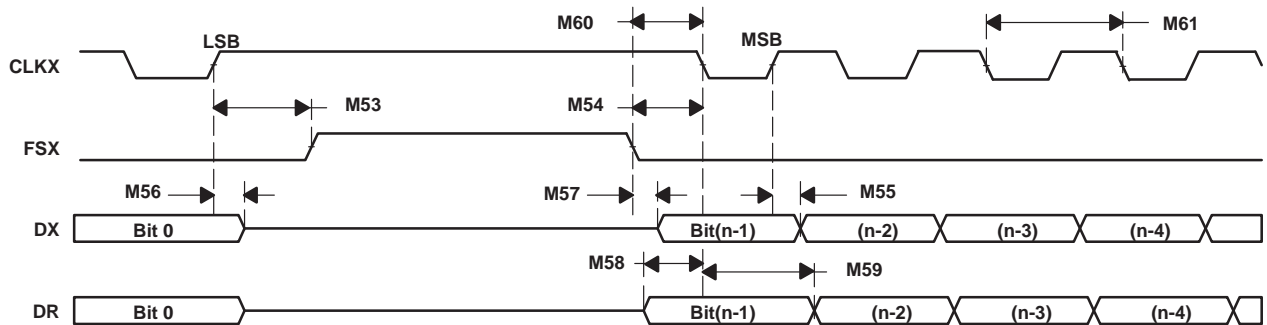 M60
M61
LSB
MSB
CLKX
M53
M54
FSX
M56
M57
M55
DX
Bit 0
Bit(n-1)
(n-2)
(n-3)
(n-4)
M58
M59
DR
Bit 0
Bit(n-1)
(n-2)
(n-3)
(n-4)